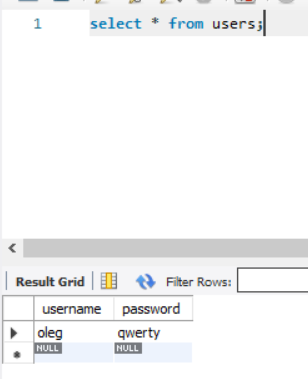 1 select * from users;
Result Grid Filter Rows:
username password
oleg qwerty
NULL NULL